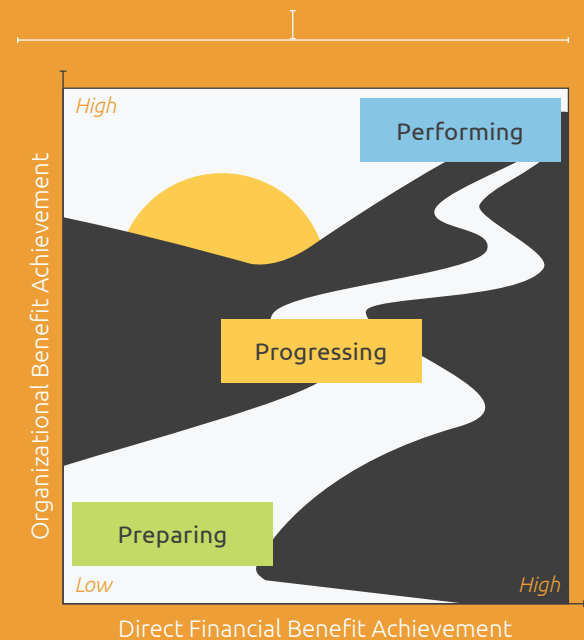 High
Performing
Organizational Benefit Achievement
Progressing
Preparing
Low
High
Direct Financial Benefit Achievement